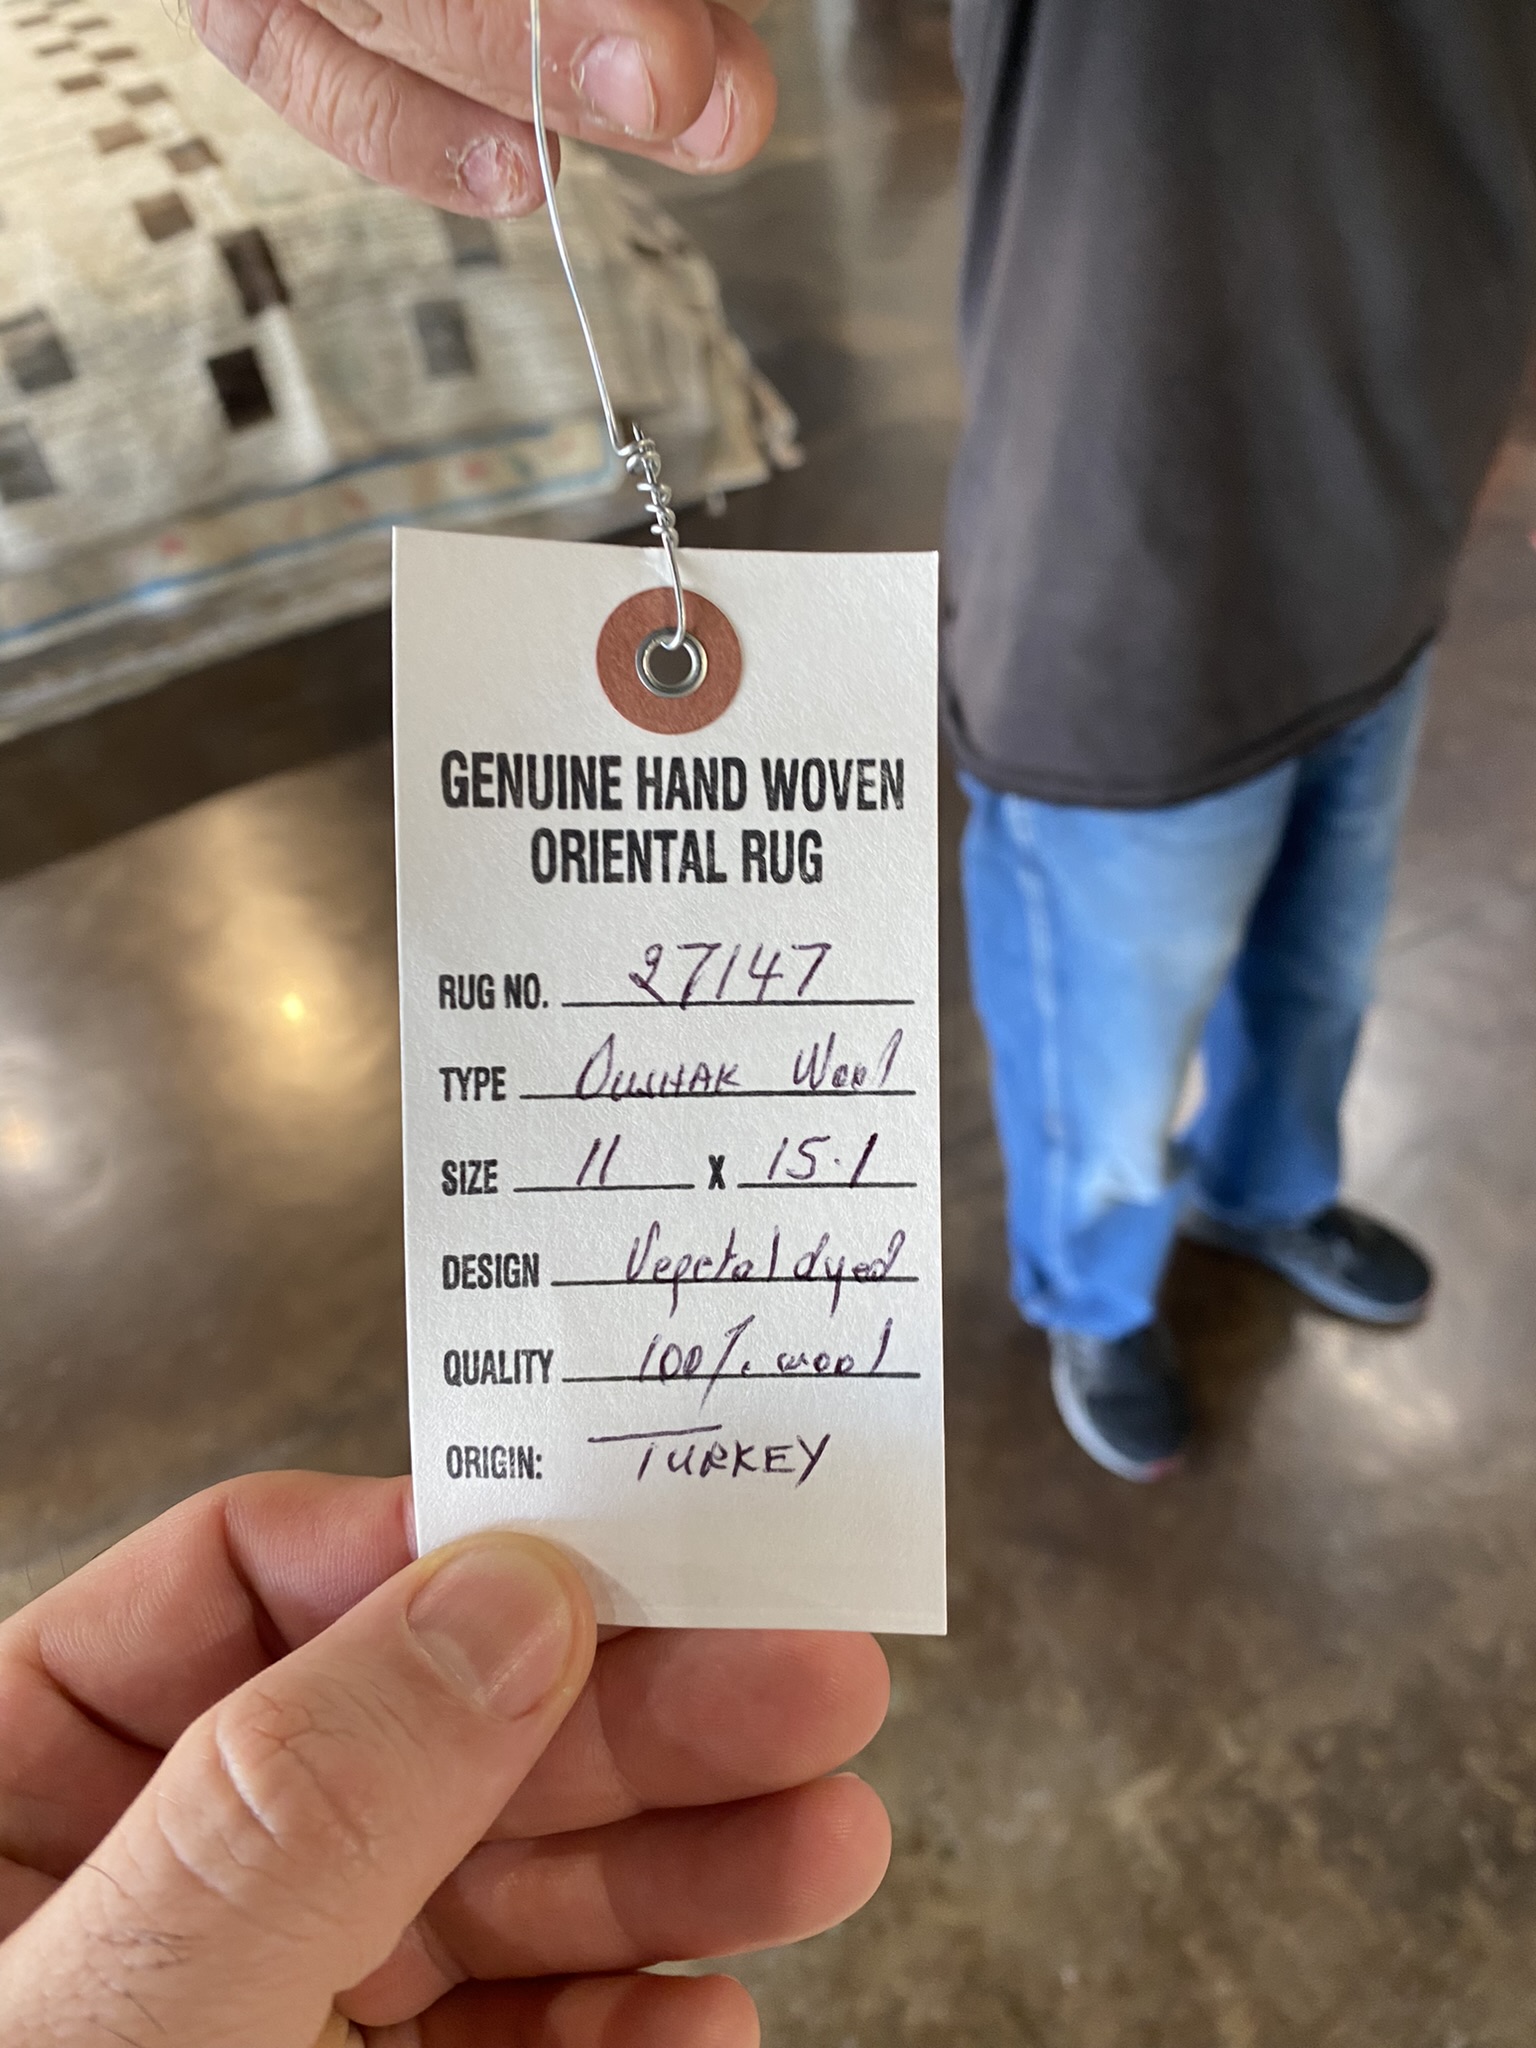 GENUINE HAND WOVEN
ORIENTAL RUG
RUG NO. 27147
TYPE Oushak Wool
SIZE 11 X 15.1
DESIGN Vegetal dyed
QUALITY 100% wool
ORIGIN: TURKEY